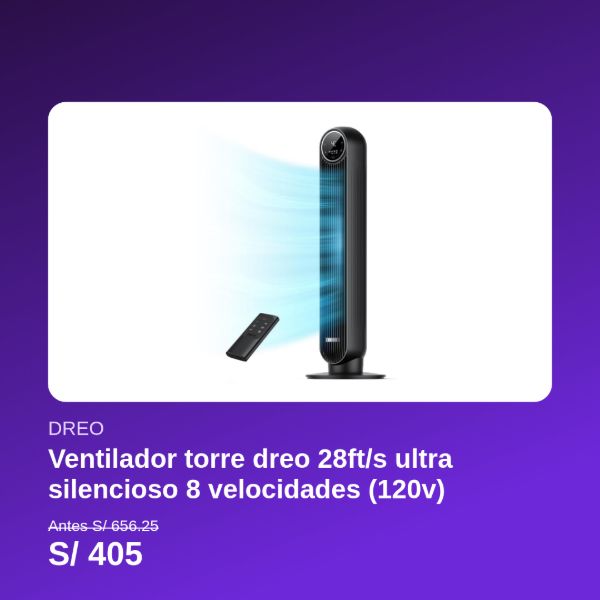 DREO
Ventilador torre dreo 28ft/s ultra
silencioso 8 velocidades (120v)
Antes S/ 656.25
S/ 405